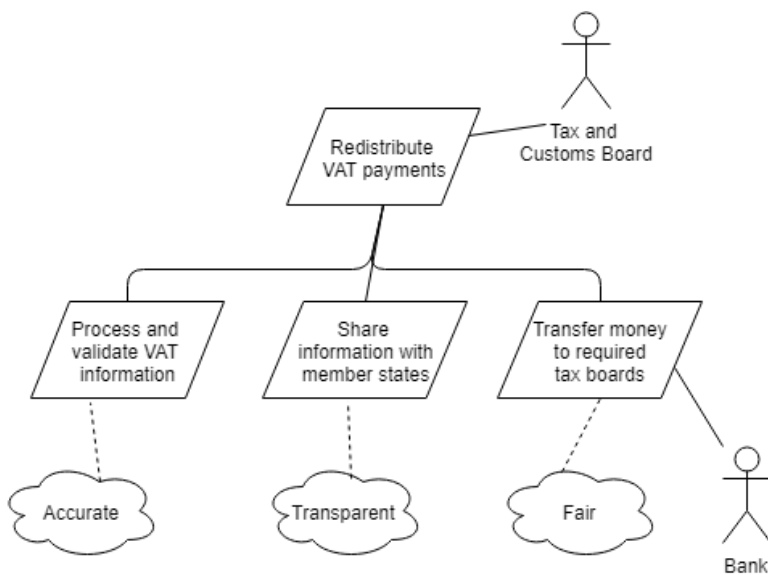 Redistribute
VAT payments
Tax and
Customs Board
Process and
validate VAT
information
Share
information with
member states
Transfer money
to required
tax boards
Accurate
Transparent
Fair
Bank